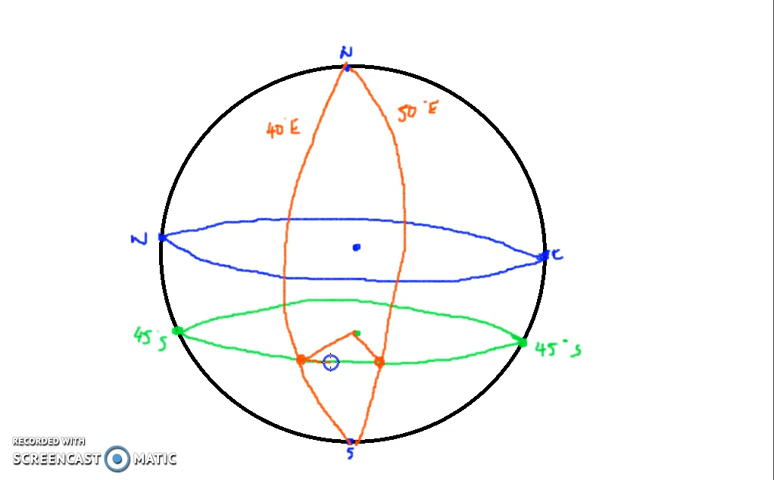 N
40°E
50°E
Z
45°S
45°S
S
RECORDED WITH
SCREENCAST MATIC